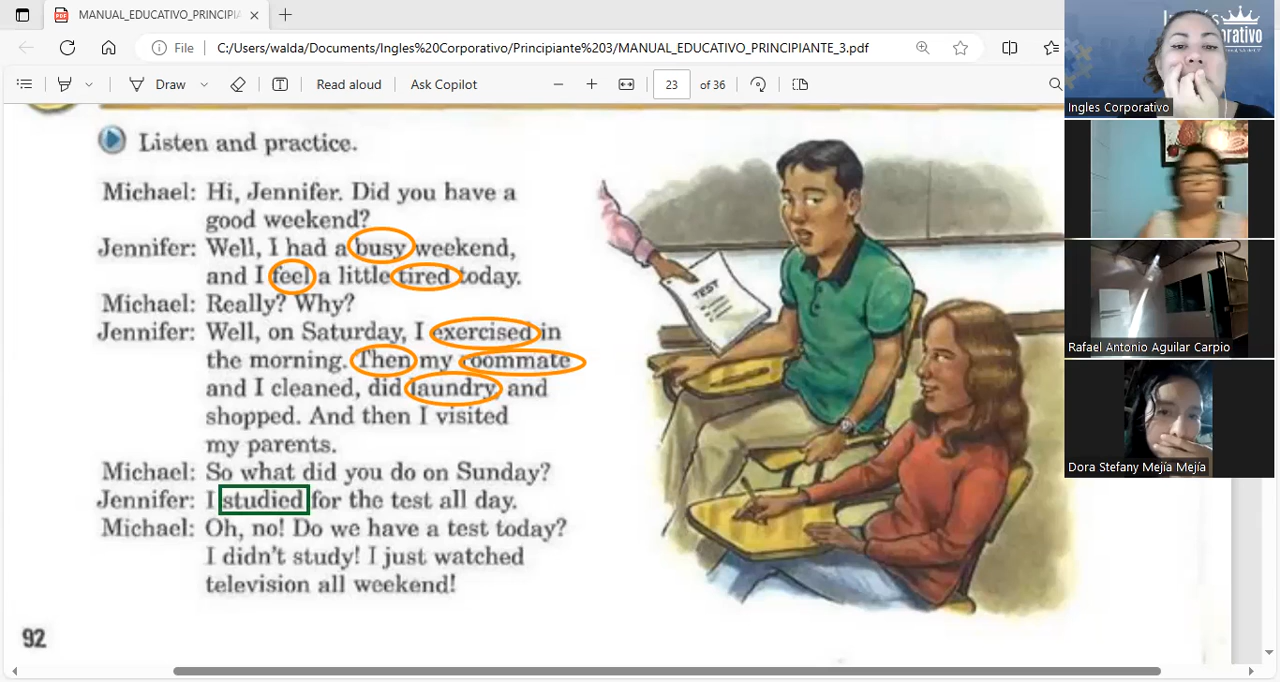 MANUAL_EDUCATIVO_PRINCIPIA
File
C:/Users/walda/Documents/Ingles%20Corporativo/Principiante%203/MANUAL_EDUCATIVO_PRINCIPIANTE_3.pdf
Draw
Read aloud
Ask Copilot
23
of 36
Listen and practice.
Michael: Hi, Jennifer. Did you have a
good weekend?
Jennifer: Well, I had a busy weekend,
and I feel a little tired today.
Michael: Really? Why?
Jennifer: Well, on Saturday, I exercised in
the morning. Then my roommate
and I cleaned, did laundry, and
shopped. And then I visited
my parents.
Michael: So what did you do on Sunday?
Jennifer: I studied for the test all day.
Michael: Oh, no! Do we have a test today?
I didn't study! I just watched
television all weekend!
92
TEST
Ingles Corporativo
Rafael Antonio Aguilar Carpio
Dora Stefany Mejía Mejía